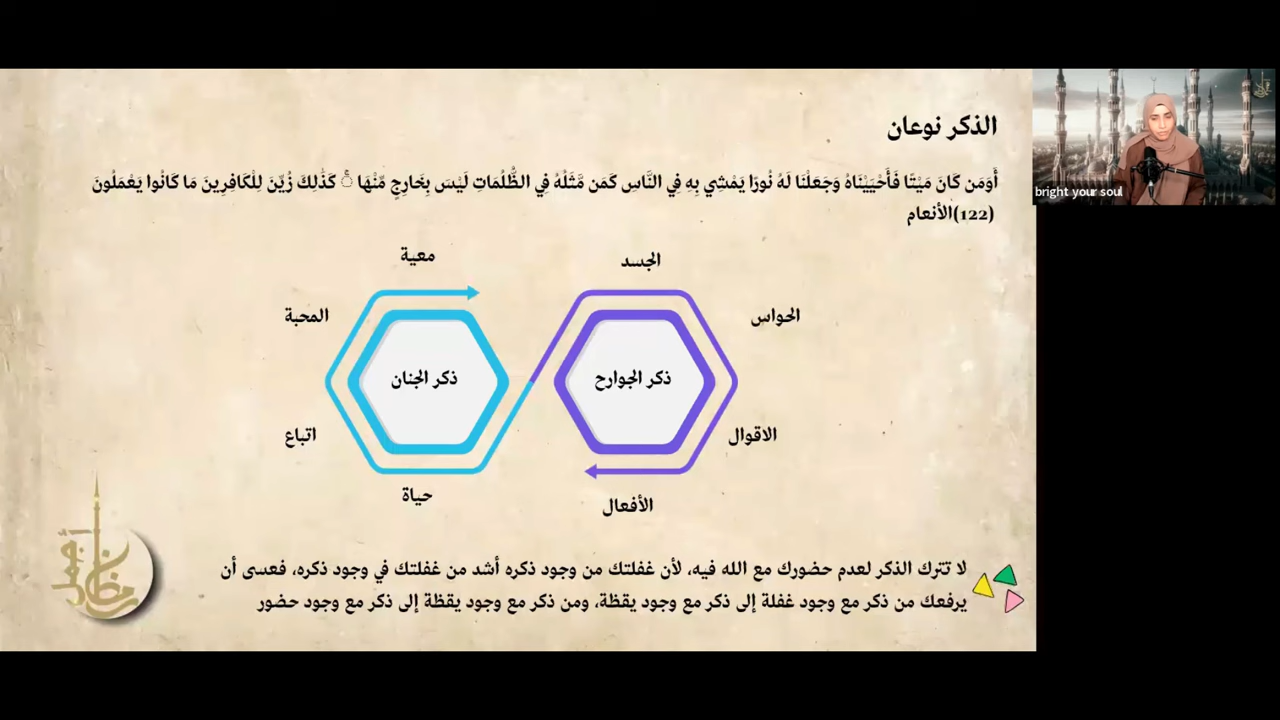 الذكر نوعان
أَوَمَن كَانَ مَيْتًا فَأَحْيَيْنَاهُ وَجَعَلْنَا لَهُ نُورًا يَمْشِي بِهِ فِي النَّاسِ كَمَن مَّثَلُهُ فِي الظُّلُمَاتِ لَيْسَ بِخَارِجٍ مِّنْهَا ۚ كَذَٰلِكَ زُيِّنَ لِلْكَافِرِينَ مَا كَانُوا يَعْمَلُونَ
(122)الأنعام
bright your soul
الجسد
الحواس
ذكر الجوارح
الاقوال
الأفعال
معية
المحبة
ذكر الجنان
اتباع
حياة
لا تترك الذكر لعدم حضورك مع الله فيه، لأن غفلتك من وجود ذكره أشد من غفلتك في وجود ذكره، فعسى أن
يرفعك من ذكر مع وجود غفلة إلى ذكر مع وجود يقظة، ومن ذكر مع وجود يقظة إلى ذكر مع وجود حضور